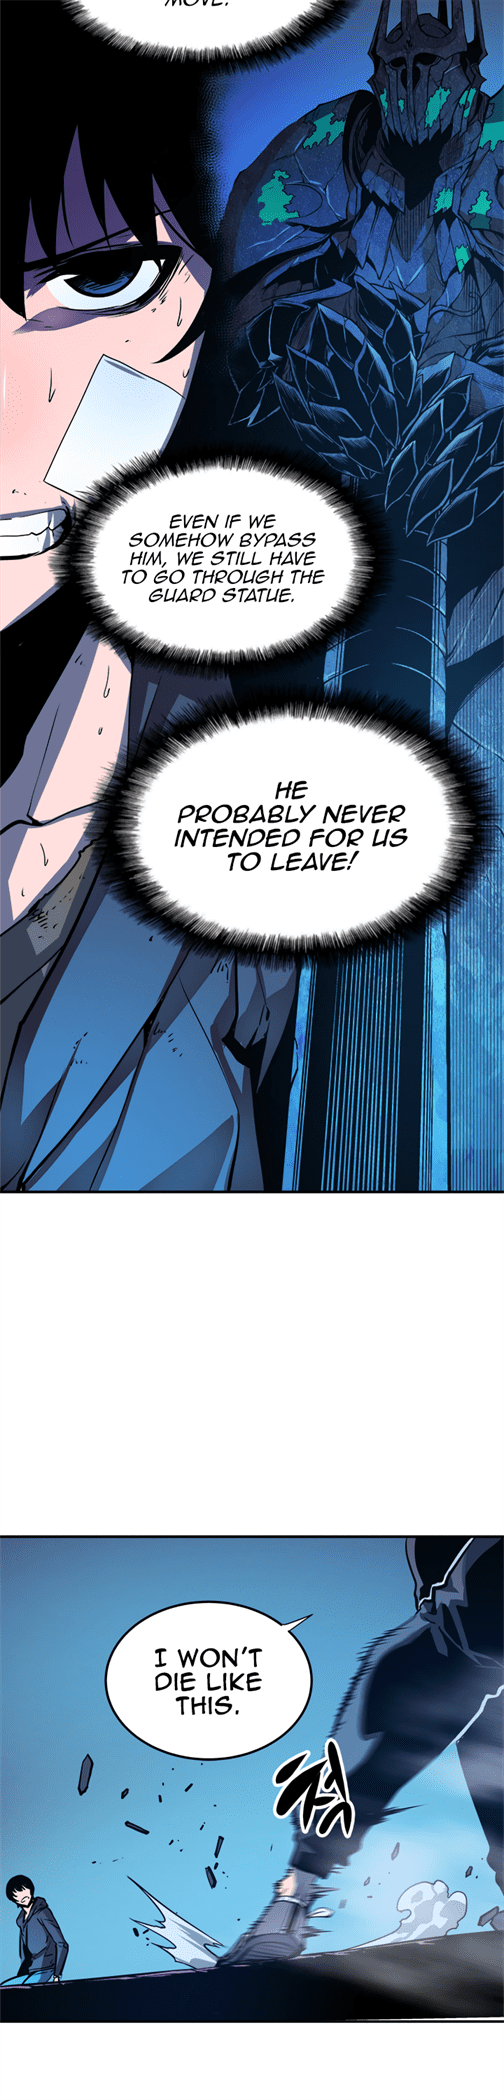 MOVE.
EVEN IF WE
SOMEHOW BYPASS
HIM, WE STILL HAVE
TO GO THROUGH THE
GUARD STATUE.
HE
PROBABLY NEVER
INTENDED FOR US
TO LEAVE!
I WON'T
DIE LIKE
THIS.